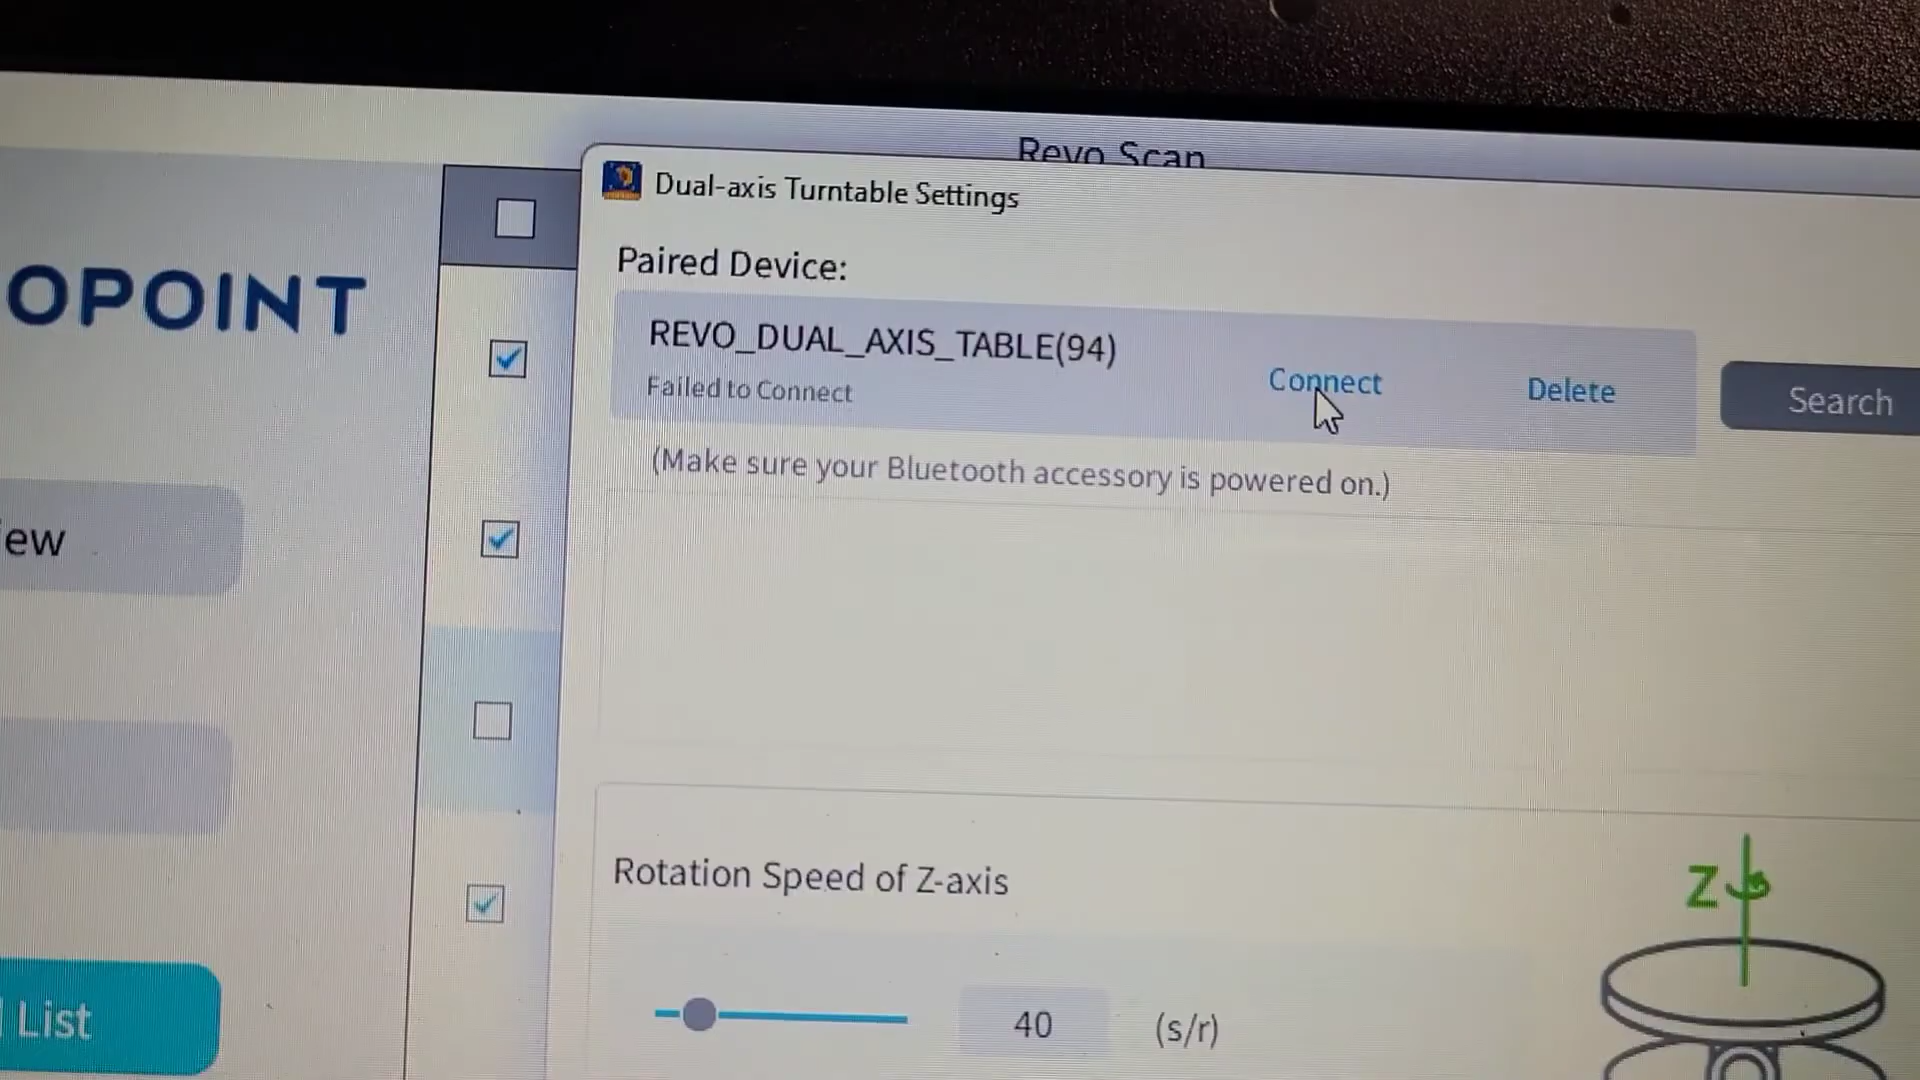 Revo Scan
Dual-axis Turntable Settings
OPOINT
Paired Device:
REVO_DUAL_AXIS_TABLE(94)
Failed to Connect
Connect
Delete
Search
(Make sure your Bluetooth accessory is powered on.)
ew
Rotation Speed of Z-axis
Z
List
40
(s/r)